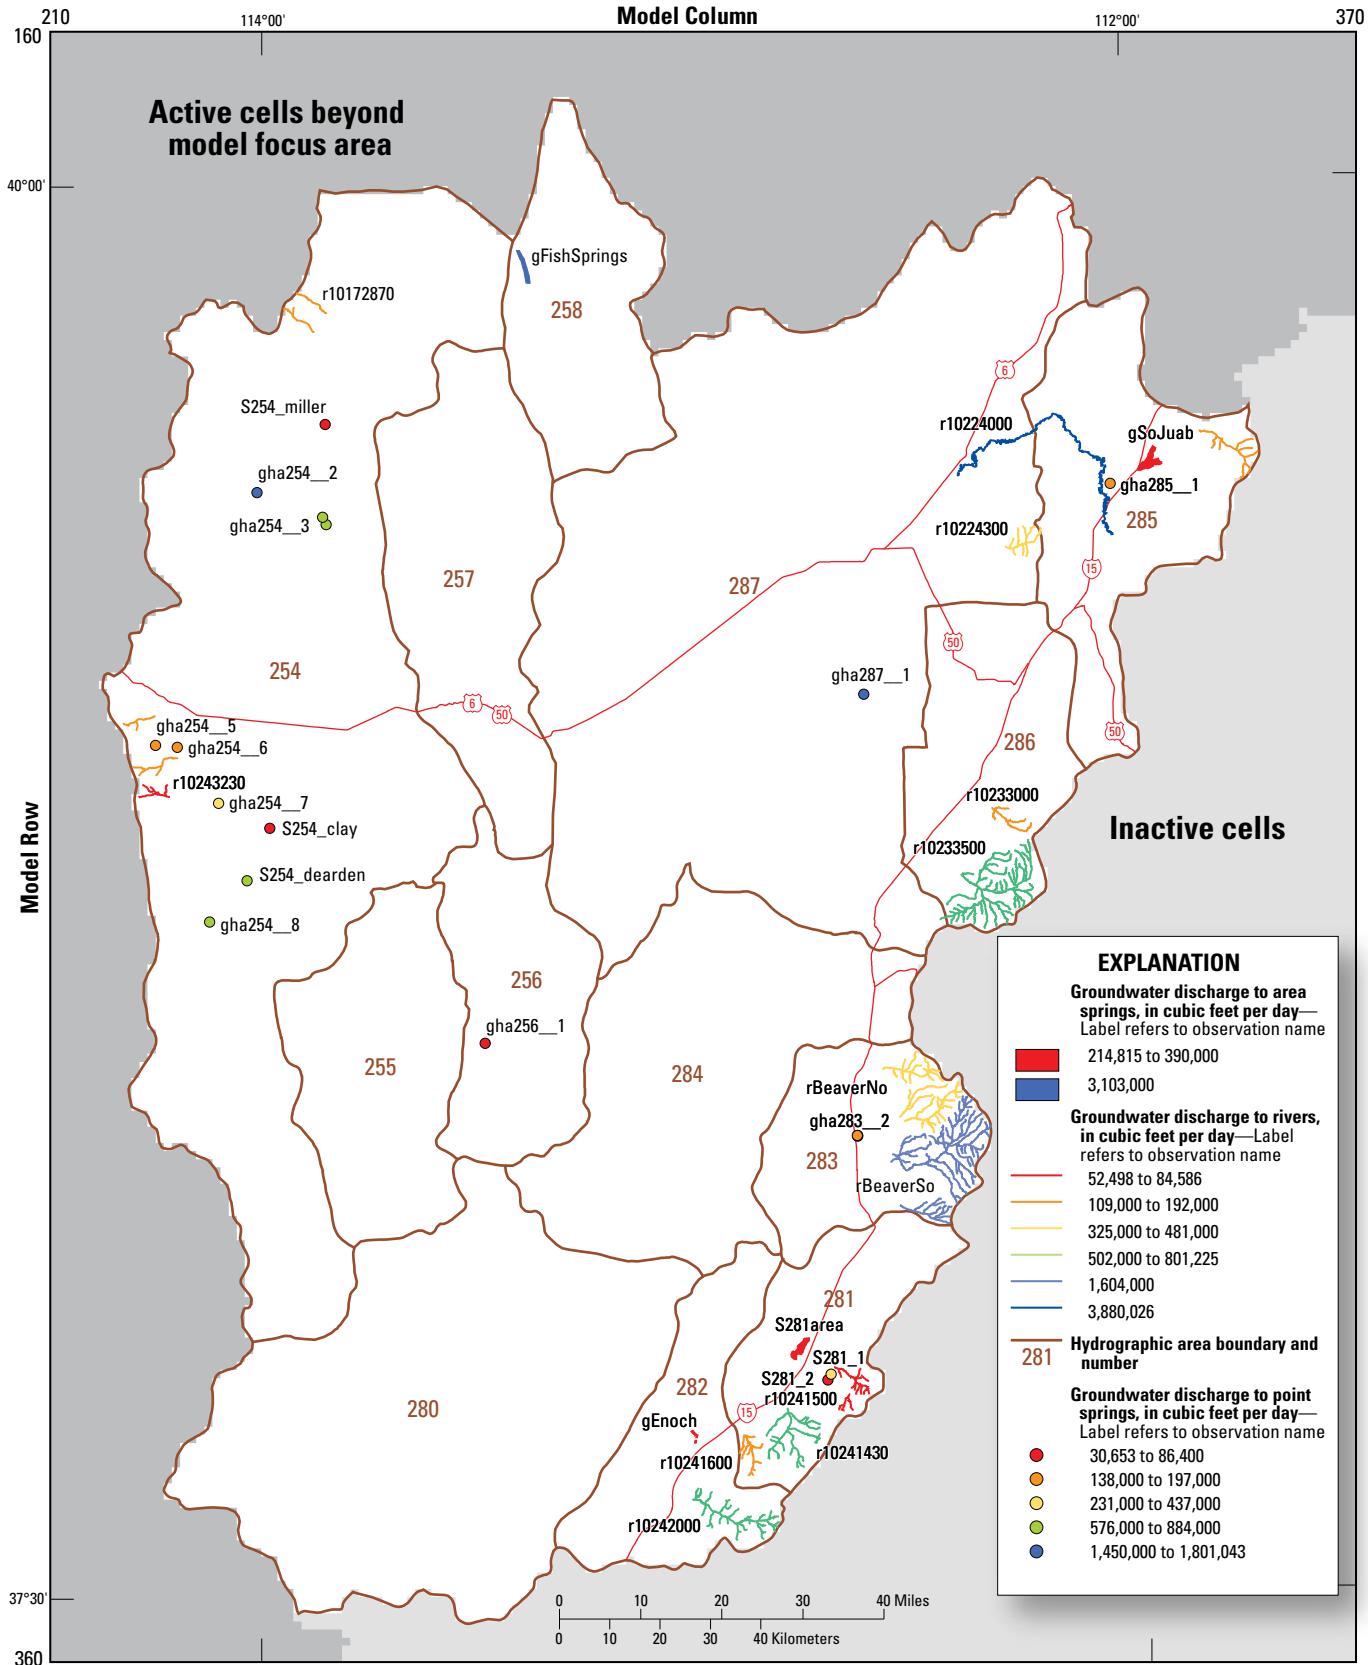 210
Model Column
370
114°00'
112°00'
160
Active cells beyond
model focus area
40°00'
gFishSprings
r10172870
258
6
S254_miller
r10224000
gSoJuab
gha254__2
gha285__1
gha254__3
r10224300
285
257
287
15
50
254
gha287__1
6
50
50
gha254__5
286
gha254__6
r10243230
r10233000
gha254__7
S254_clay
Inactive cells
r10233500
Model Row
S254_dearden
gha254__8
256
gha256__1
255
284
rBeaverNo
gha283__2
283
rBeaverSo
281
S281area
S281_1
S281_2
282
r10241500
280
15
gEnoch
r10241430
r10241600
r10242000
37°30'
360
0 10 20 30 40 Miles
0 10 20 30 40 Kilometers
EXPLANATION
Groundwater discharge to area
springs, in cubic feet per day—
Label refers to observation name
214,815 to 390,000
3,103,000
Groundwater discharge to rivers,
in cubic feet per day—Label
refers to observation name
52,498 to 84,586
109,000 to 192,000
325,000 to 481,000
502,000 to 801,225
1,604,000
3,880,026
281 Hydrographic area boundary and
number
Groundwater discharge to point
springs, in cubic feet per day—
Label refers to observation name
30,653 to 86,400
138,000 to 197,000
231,000 to 437,000
576,000 to 884,000
1,450,000 to 1,801,043